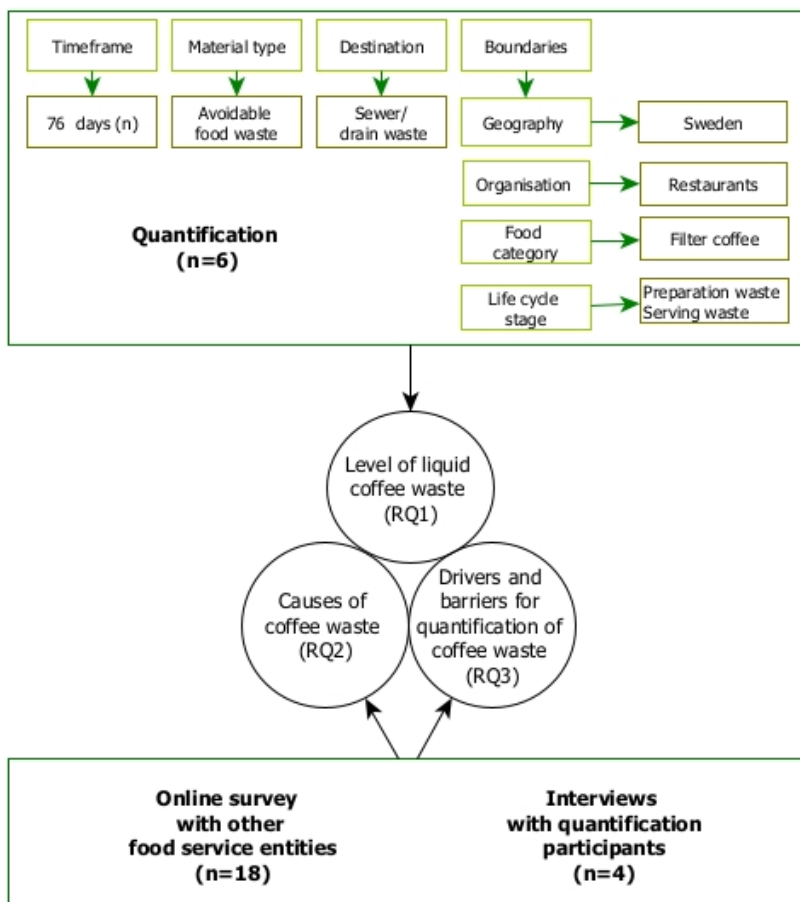 Timeframe
Material type
Destination
Boundaries
76 days (n)
Avoidable
food waste
Sewer/
drain waste
Geography
Sweden
Organisation
Restaurants
Quantification
(n=6)
Food
category
Filter coffee
Life cycle
stage
Preparation waste
Serving waste
Level of liquid
coffee waste
(RQ1)
Causes of
coffee waste
(RQ2)
Drivers and
barriers for
quantification of
coffee waste
(RQ3)
Online survey
with other
food service entities
(n=18)
Interviews
with quantification
participants
(n=4)